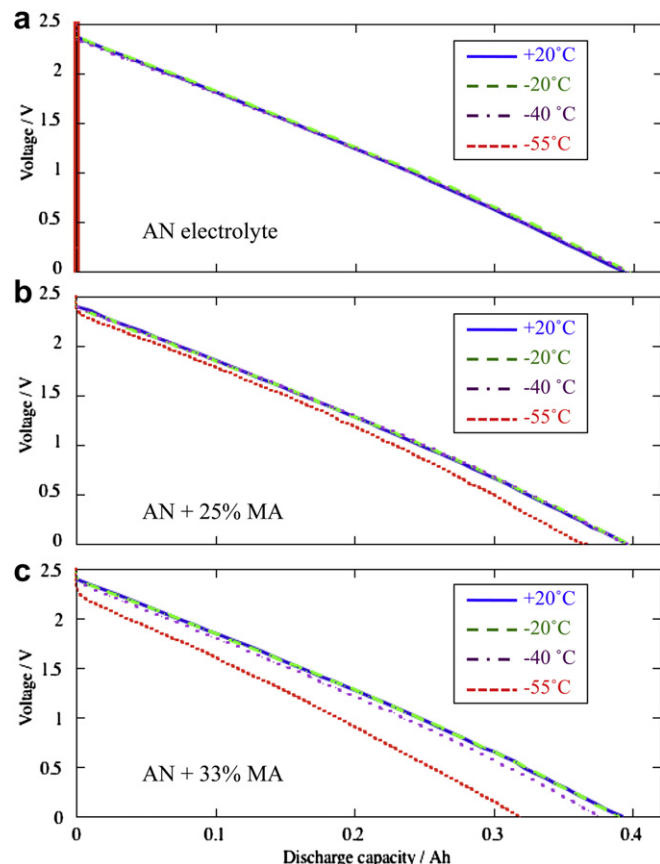 a
2.5
2
1.5
1
0.5
0
Voltage / V
+20˚C
-20˚C
-40 ˚C
-55˚C
AN electrolyte
b
2.5
2
1.5
1
0.5
0
Voltage / V
+20˚C
-20˚C
-40 ˚C
-55˚C
AN + 25% MA
c
2.5
2
1.5
1
0.5
0
Voltage / V
+20˚C
-20˚C
-40 ˚C
-55˚C
AN + 33% MA
0 0.1 0.2 0.3 0.4
Discharge capacity / Ah